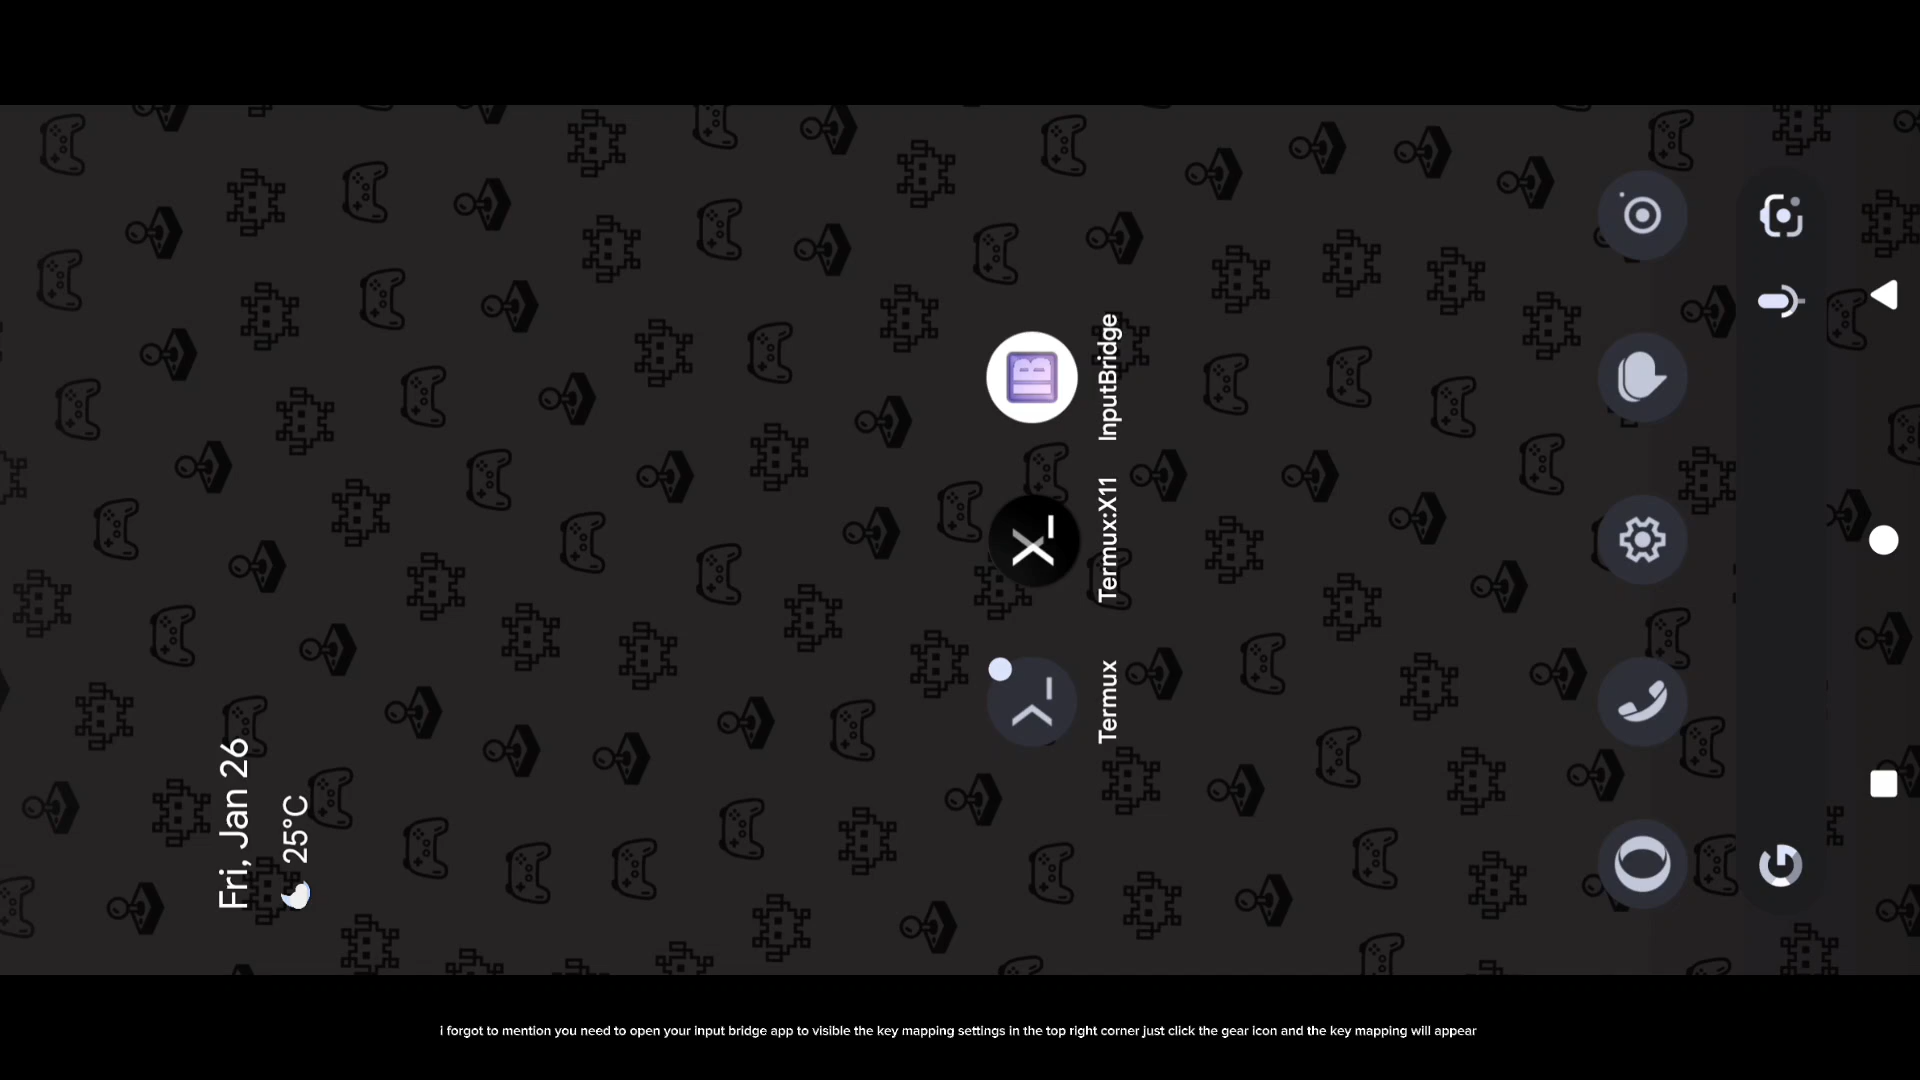 Fri, Jan 26
25°C
Termux
Termux:X11
InputBridge
i forgot to mention you need to open your input bridge app to visible the key mapping settings in the top right corner just click the gear icon and the key mapping will appear